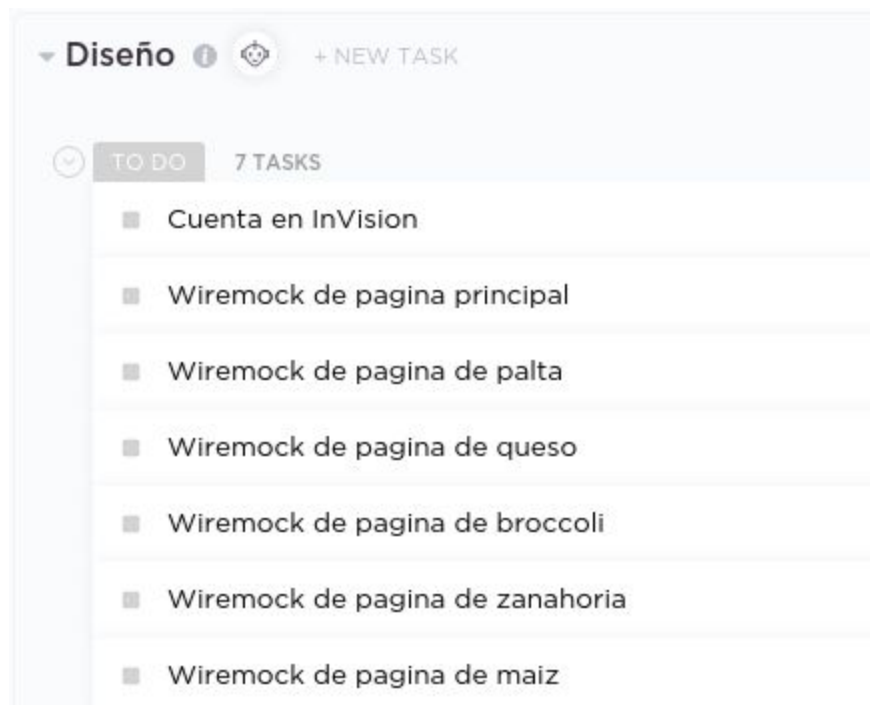 Diseño
+ NEW TASK
TO DO 7 TASKS
Cuenta en InVision
Wiremock de pagina principal
Wiremock de pagina de palta
Wiremock de pagina de queso
Wiremock de pagina de broccoli
Wiremock de pagina de zanahoria
Wiremock de pagina de maiz